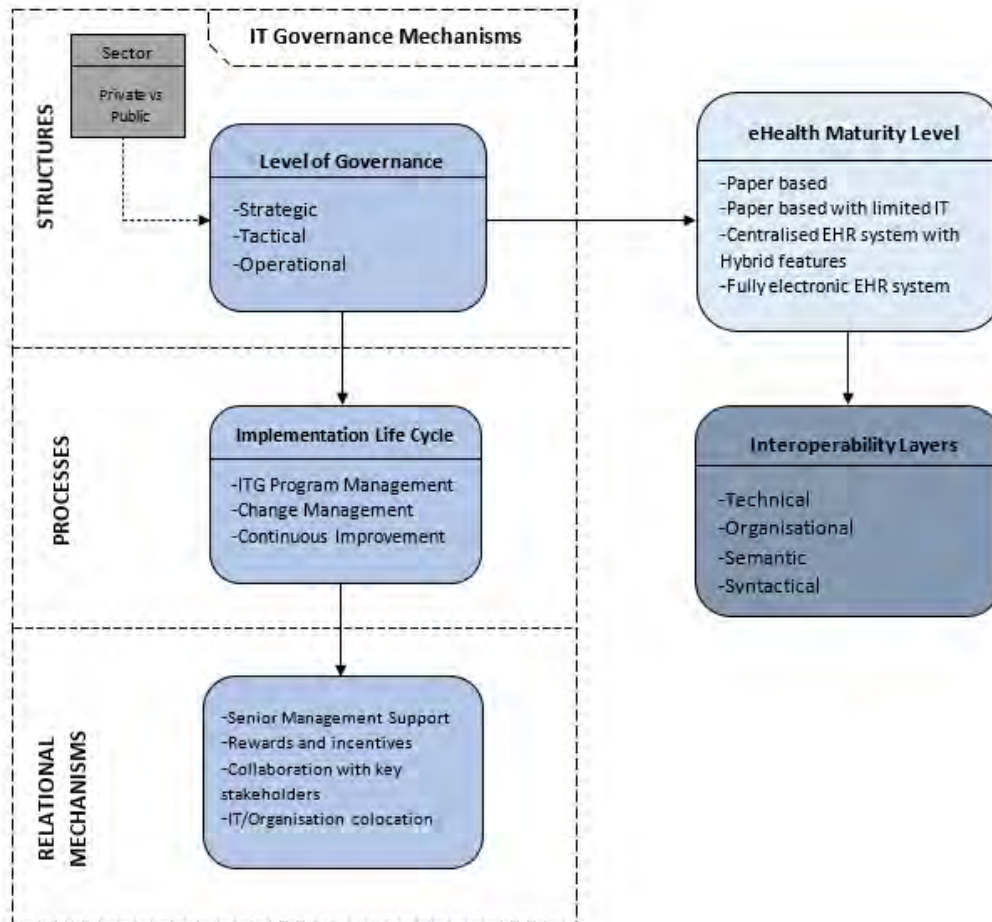 IT Governance Mechanisms
STRUCTURES
Sector
Private vs
Public
Level of Governance
-Strategic
-Tactical
-Operational
eHealth Maturity Level
-Paper based
-Paper based with limited IT
-Centralised EHR system with
Hybrid features
-Fully electronic EHR system
PROCESSES
Implementation Life Cycle
-ITG Program Management
-Change Management
-Continuous Improvement
Interoperability Layers
-Technical
-Organisational
-Semantic
-Syntactical
RELATIONAL
MECHANISMS
-Senior Management Support
-Rewards and incentives
-Collaboration with key
stakeholders
-IT/Organisation colocation